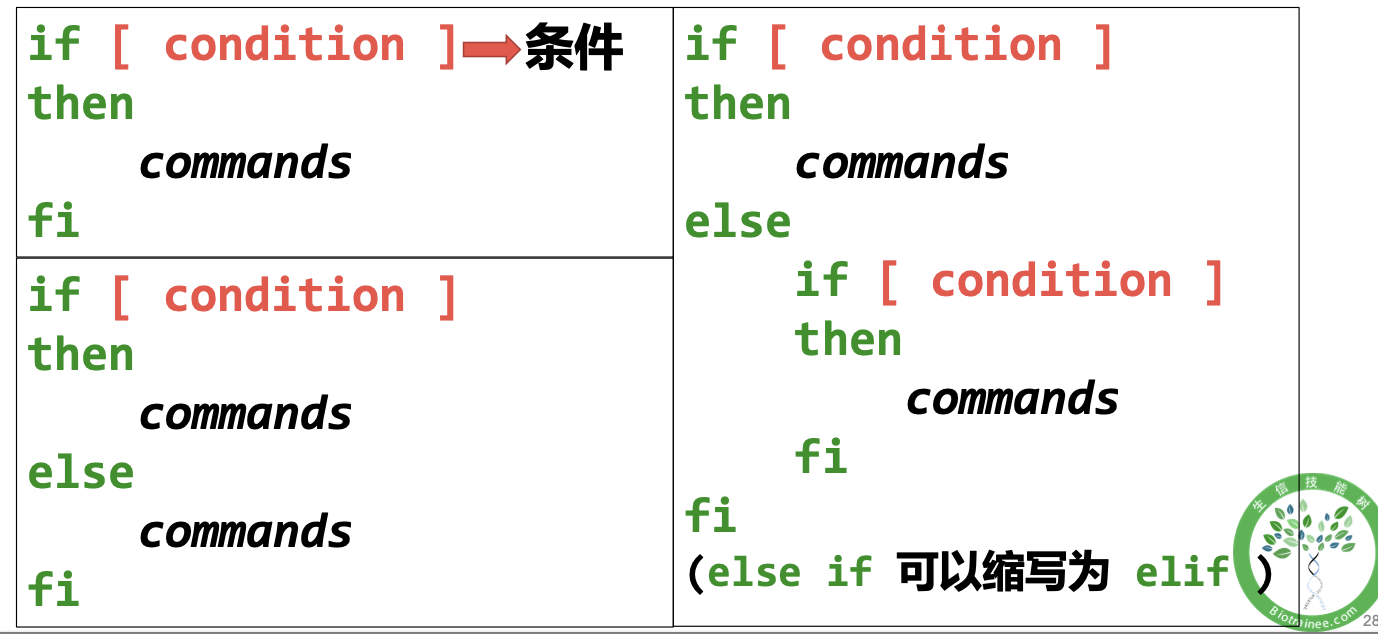 if [ condition ] 条件
then
commands
fi
if [ condition ]
then
commands
else
commands
fi
if [ condition ]
then
commands
else
if [ condition ]
then
commands
fi
fi
(else if 可以缩写为 elif )
生信技能树
Biotrainee.com
28